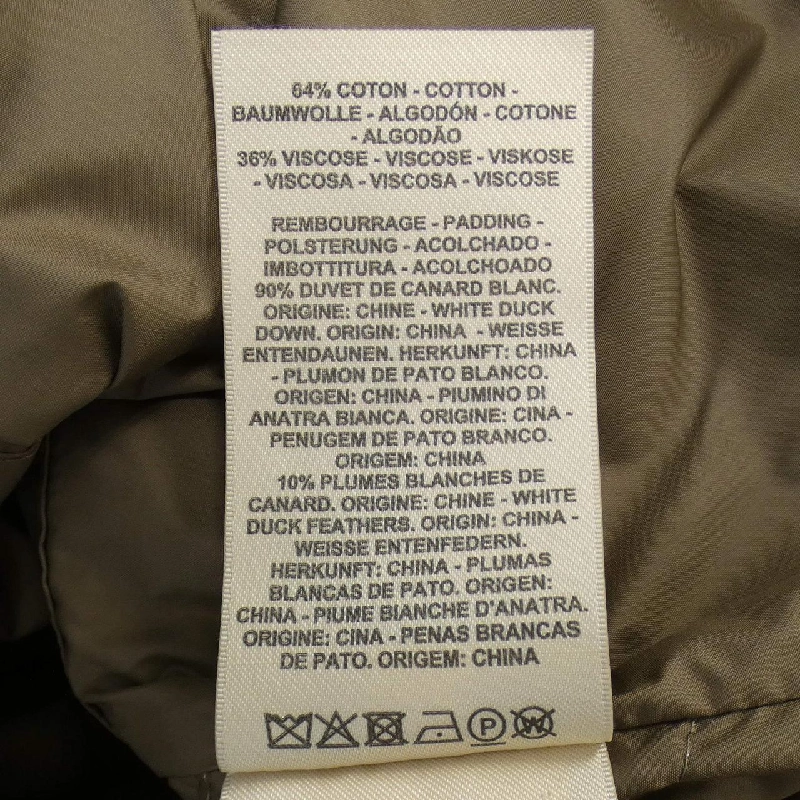 64% COTON - COTTON -
BAUMWOLLE - ALGODÓN - COTONE
- ALGODÃO
36% VISCOSE - VISCOSE - VISKOSE
- VISCOSA - VISCOSA - VISCOSE
REMBOURRAGE - PADDING -
POLSTERUNG - ACOLCHADO -
IMBOTTITURA - ACOLCHOADO
90% DUVET DE CANARD BLANC.
ORIGINE: CHINE - WHITE DUCK
DOWN. ORIGIN: CHINA - WEISSE
ENTENDAUNEN. HERKUNFT: CHINA
- PLUMON DE PATO BLANCO.
ORIGEN: CHINA - PIUMINO DI
ANATRA BIANCA. ORIGINE: CINA -
PENUGEM DE PATO BRANCO.
ORIGEM: CHINA
10% PLUMES BLANCHES DE
CANARD. ORIGINE: CHINE - WHITE
DUCK FEATHERS. ORIGIN: CHINA -
WEISSE ENTENFEDERN.
HERKUNFT: CHINA - PLUMAS
BLANCAS DE PATO. ORIGEN:
CHINA - PIUME BIANCHE D'ANATRA.
ORIGINE: CINA - PENAS BRANCAS
DE PATO. ORIGEM: CHINA
P W